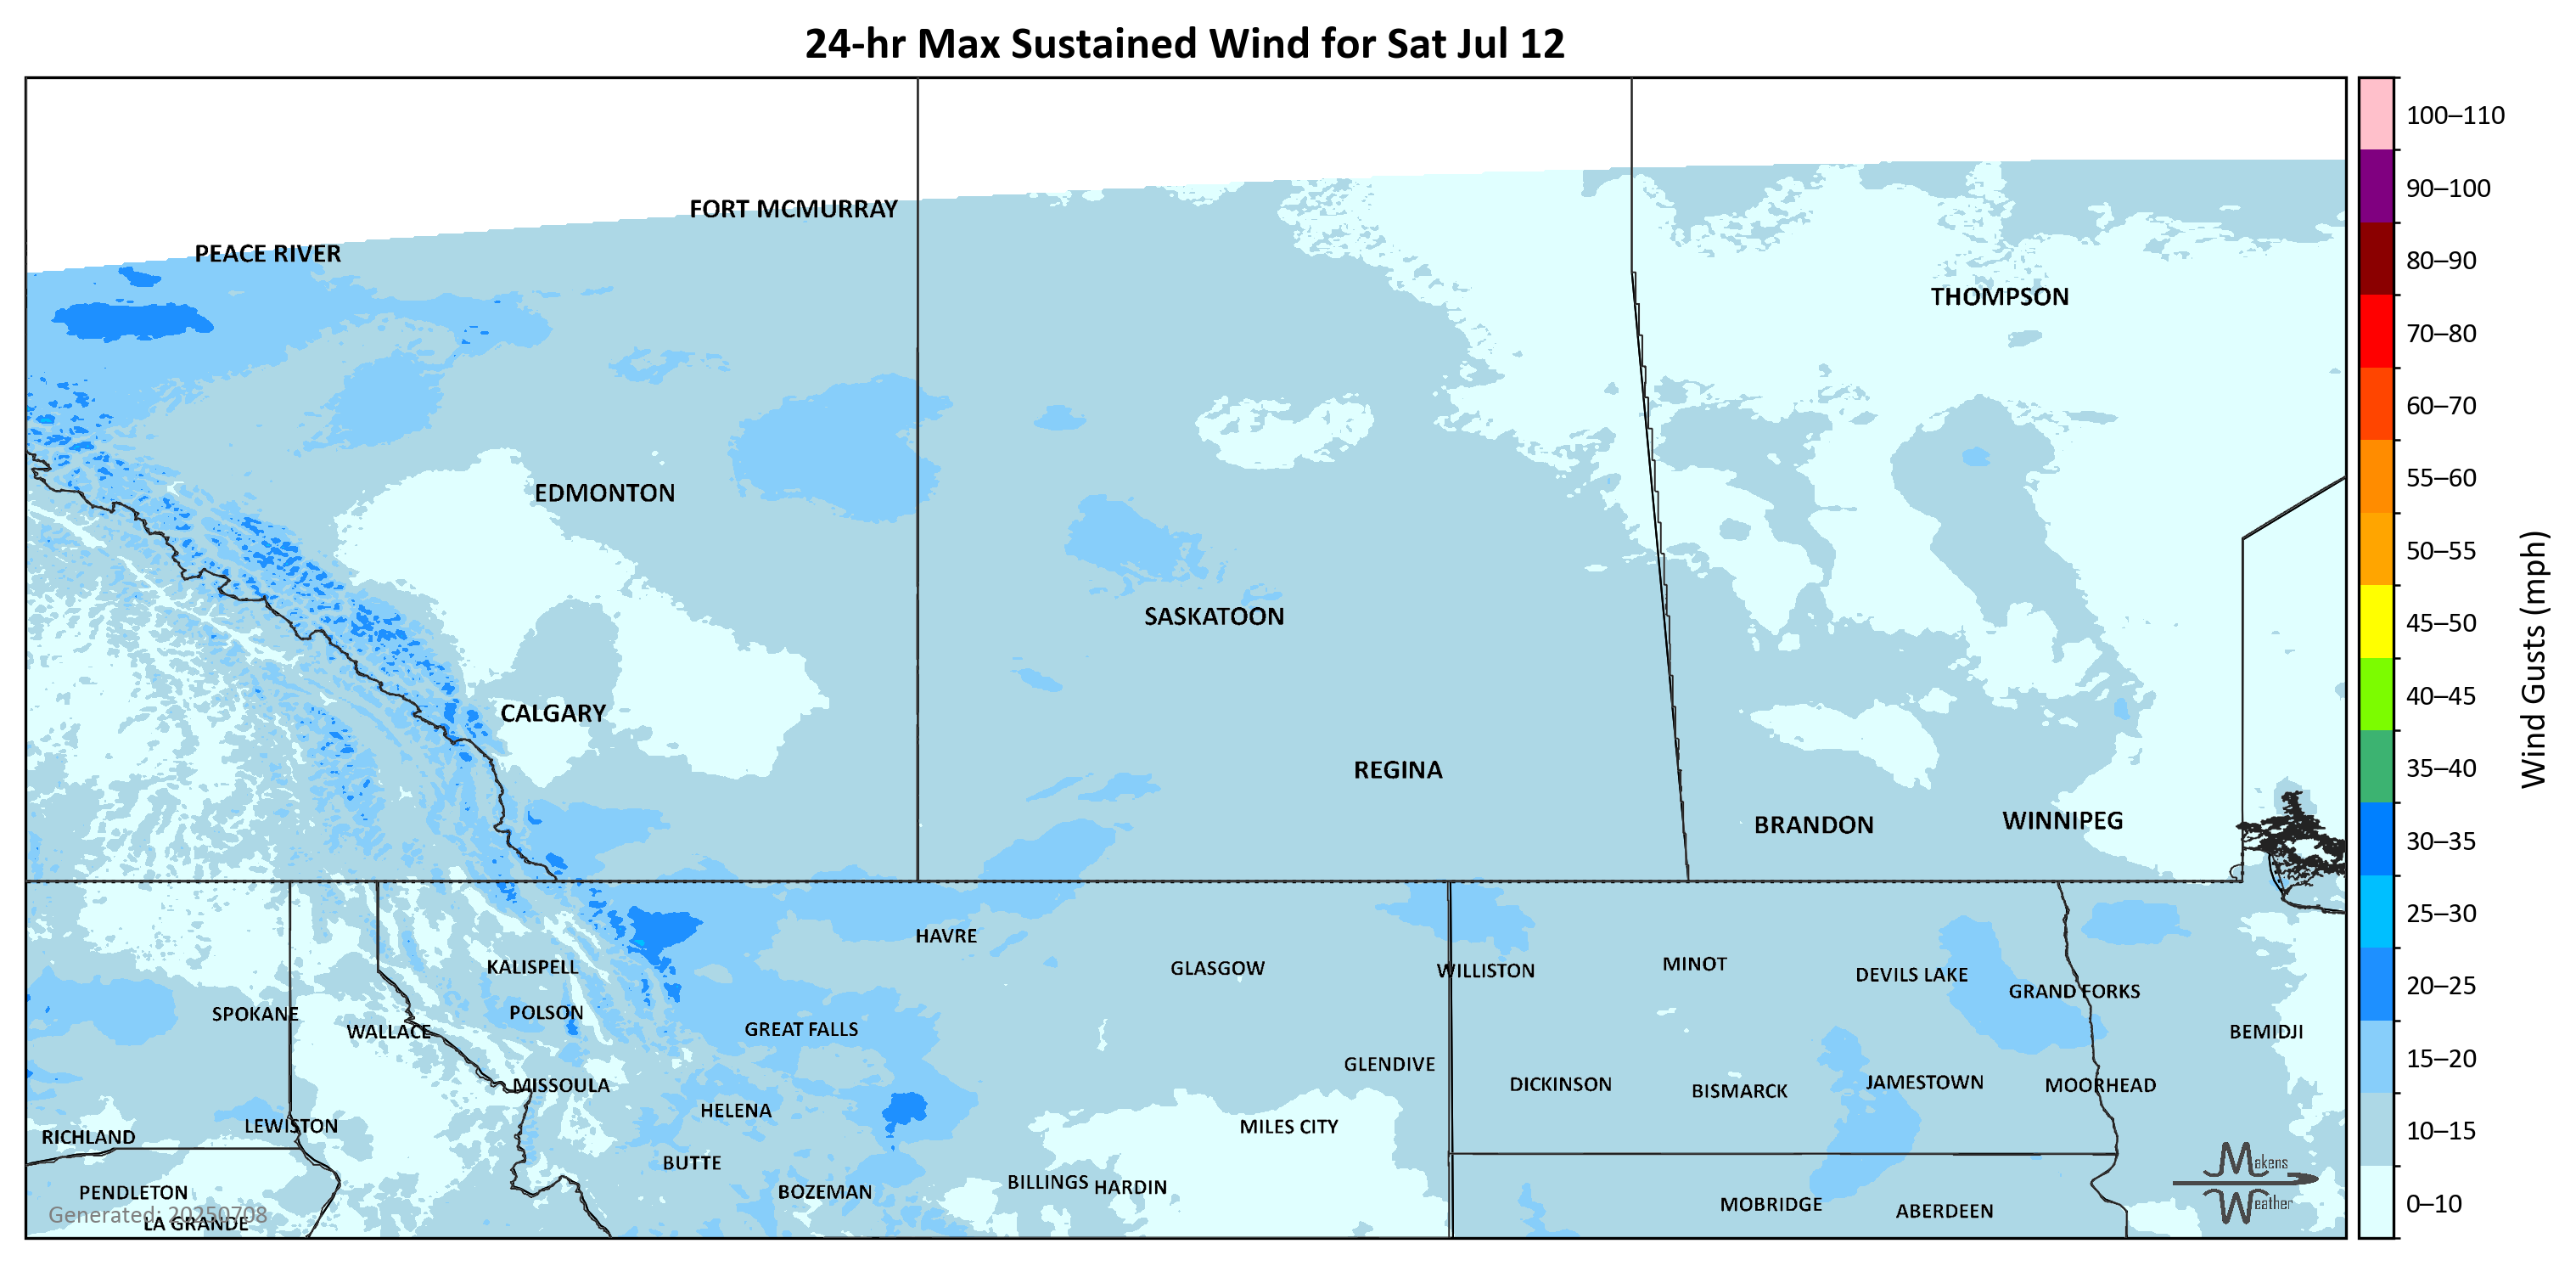 24-hr Max Sustained Wind for Sat Jul 12
100–110
90–100
80–90
70–80
60–70
55–60
50–55
45–50
40–45
35–40
30–35
25–30
20–25
15–20
10–15
0–10
Wind Gusts (mph)
FORT MCMURRAY
PEACE RIVER
THOMPSON
EDMONTON
SASKATOON
CALGARY
REGINA
BRANDON
WINNIPEG
HAVRE
KALISPELL
GLASGOW
WILLISTON
MINOT
DEVILS LAKE
GRAND FORKS
SPOKANE
POLSON
WALLACE
GREAT FALLS
BEMIDJI
GLENDIVE
MISSOULA
DICKINSON
BISMARCK
JAMESTOWN
MOORHEAD
HELENA
LEWISTON
MILES CITY
RICHLAND
BUTTE
BILLINGS
HARDIN
PENDLETON
BOZEMAN
MOBRIDGE
ABERDEEN
Generated: 20250708
LA GRANDE
Makens
Weather